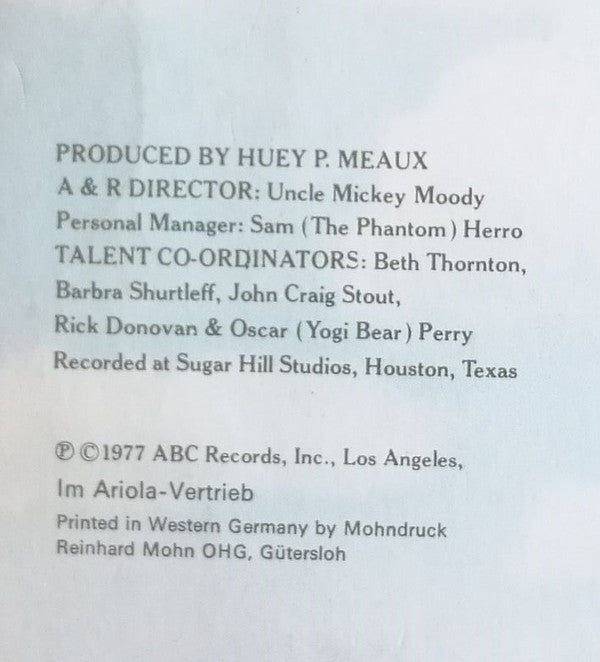 PRODUCED BY HUEY P. MEAUX
A & R DIRECTOR: Uncle Mickey Moody
Personal Manager: Sam (The Phantom) Herro
TALENT CO-ORDINATORS: Beth Thornton,
Barbra Shurtleff, John Craig Stout,
Rick Donovan & Oscar (Yogi Bear) Perry
Recorded at Sugar Hill Studios, Houston, Texas
℗ ©1977 ABC Records, Inc., Los Angeles,
Im Ariola-Vertrieb
Printed in Western Germany by Mohndruck
Reinhard Mohn OHG, Gütersloh